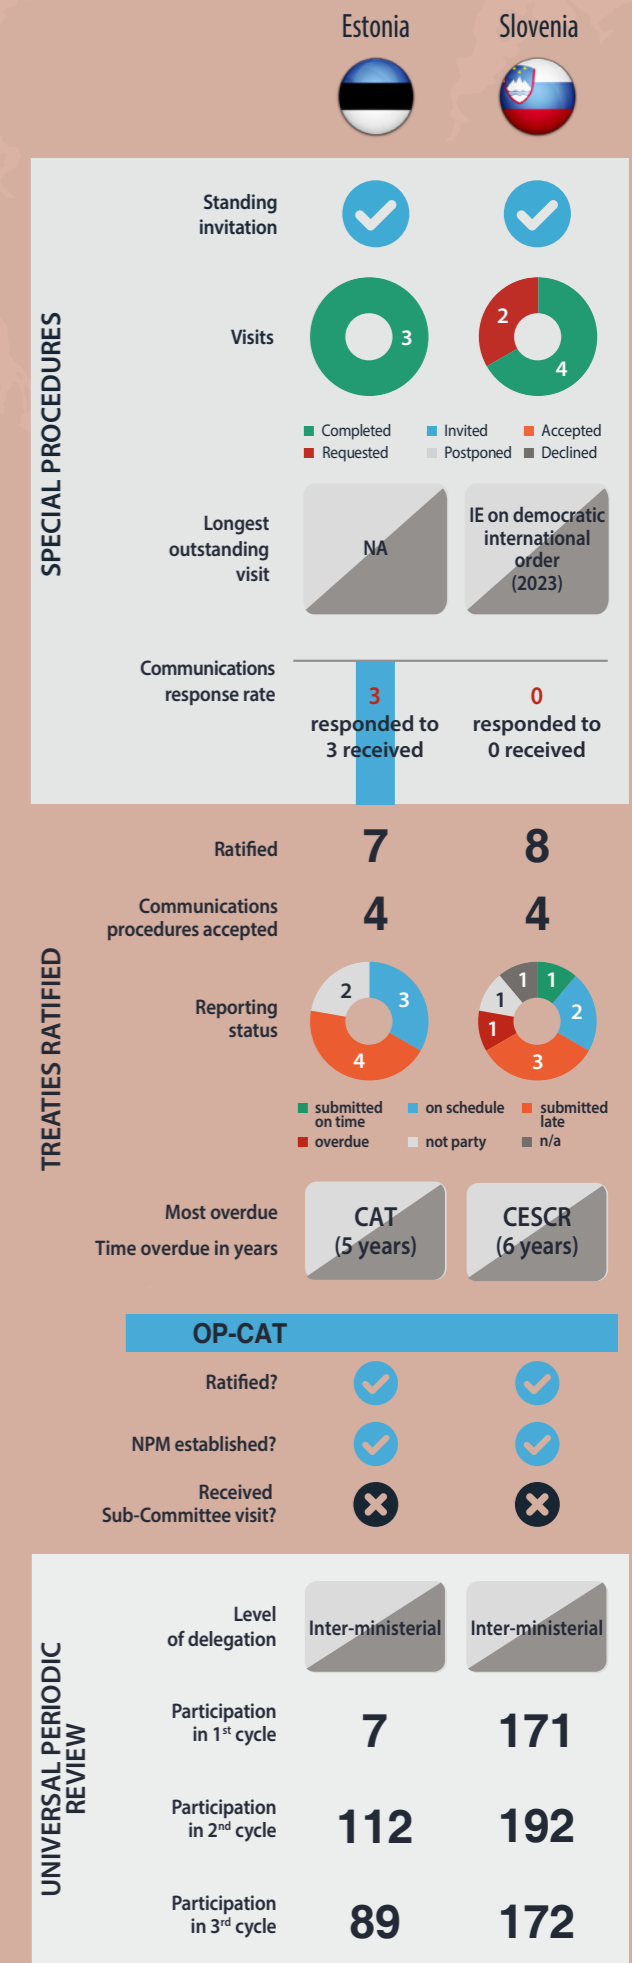 Estonia Slovenia
SPECIAL PROCEDURES
Standing
invitation
Visits
3
2
4
Completed Invited Accepted
Requested Postponed Declined
Longest
outstanding
visit
NA
IE on democratic
international
order
(2023)
Communications
response rate
3
responded to
3 received
0
responded to
0 received
TREATIES RATIFIED
Ratified
7 8
Communications
procedures accepted
4 4
Reporting
status
2 3
4
1 1
1 2
1
3
submitted
on time
on schedule
submitted
late
overdue not party n/a
Most overdue
Time overdue in years
CAT
(5 years)
CESCR
(6 years)
OP-CAT
Ratified?
NPM established?
Received
Sub-Committee visit?
UNIVERSAL PERIODIC
REVIEW
Level
of delegation
Inter-ministerial Inter-ministerial
Participation
in 1st cycle
7 171
Participation
in 2nd cycle
112 192
Participation
in 3rd cycle
89 172